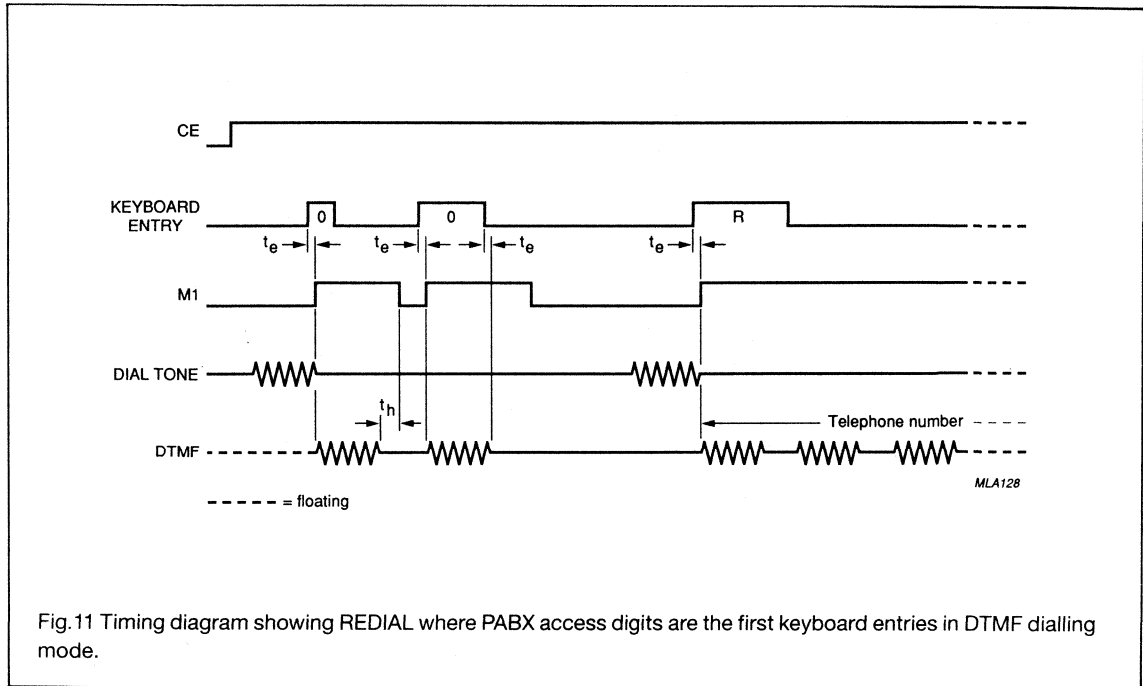 CE
KEYBOARD
ENTRY
0
0
R
te
te
te
te
M1
DIAL TONE
th
Telephone number
DTMF
MLA128
= floating
Fig.11 Timing diagram showing REDIAL where PABX access digits are the first keyboard entries in DTMF dialling
mode.